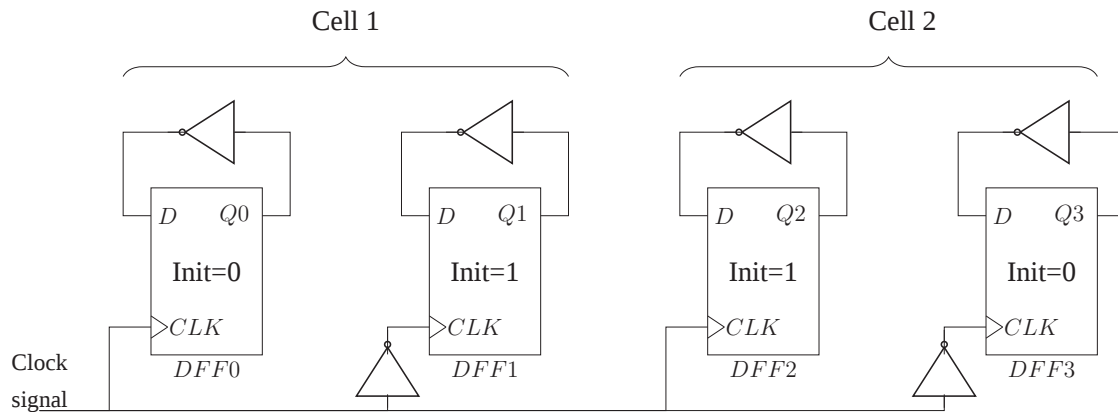 Cell 1
Cell 2
D Q0
D Q1
D Q2
D Q3
Init=0
Init=1
Init=1
Init=0
CLK
CLK
CLK
CLK
DFF0
DFF1
DFF2
DFF3
Clock
signal